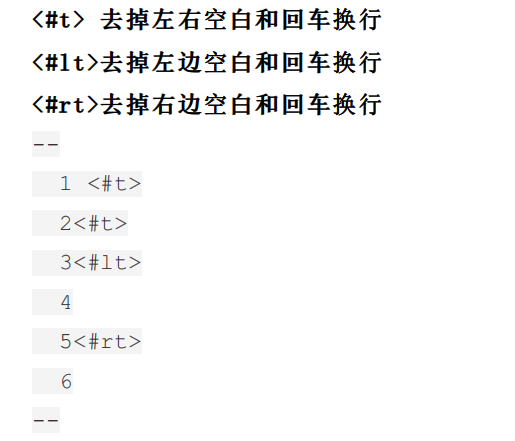 <#t> 去掉左右空白和回车换行
<#lt>去掉左边空白和回车换行
<#rt>去掉右边空白和回车换行
--
  1 <#t>
  2<#t>
  3<#lt>
  4
  5<#rt>
  6
--